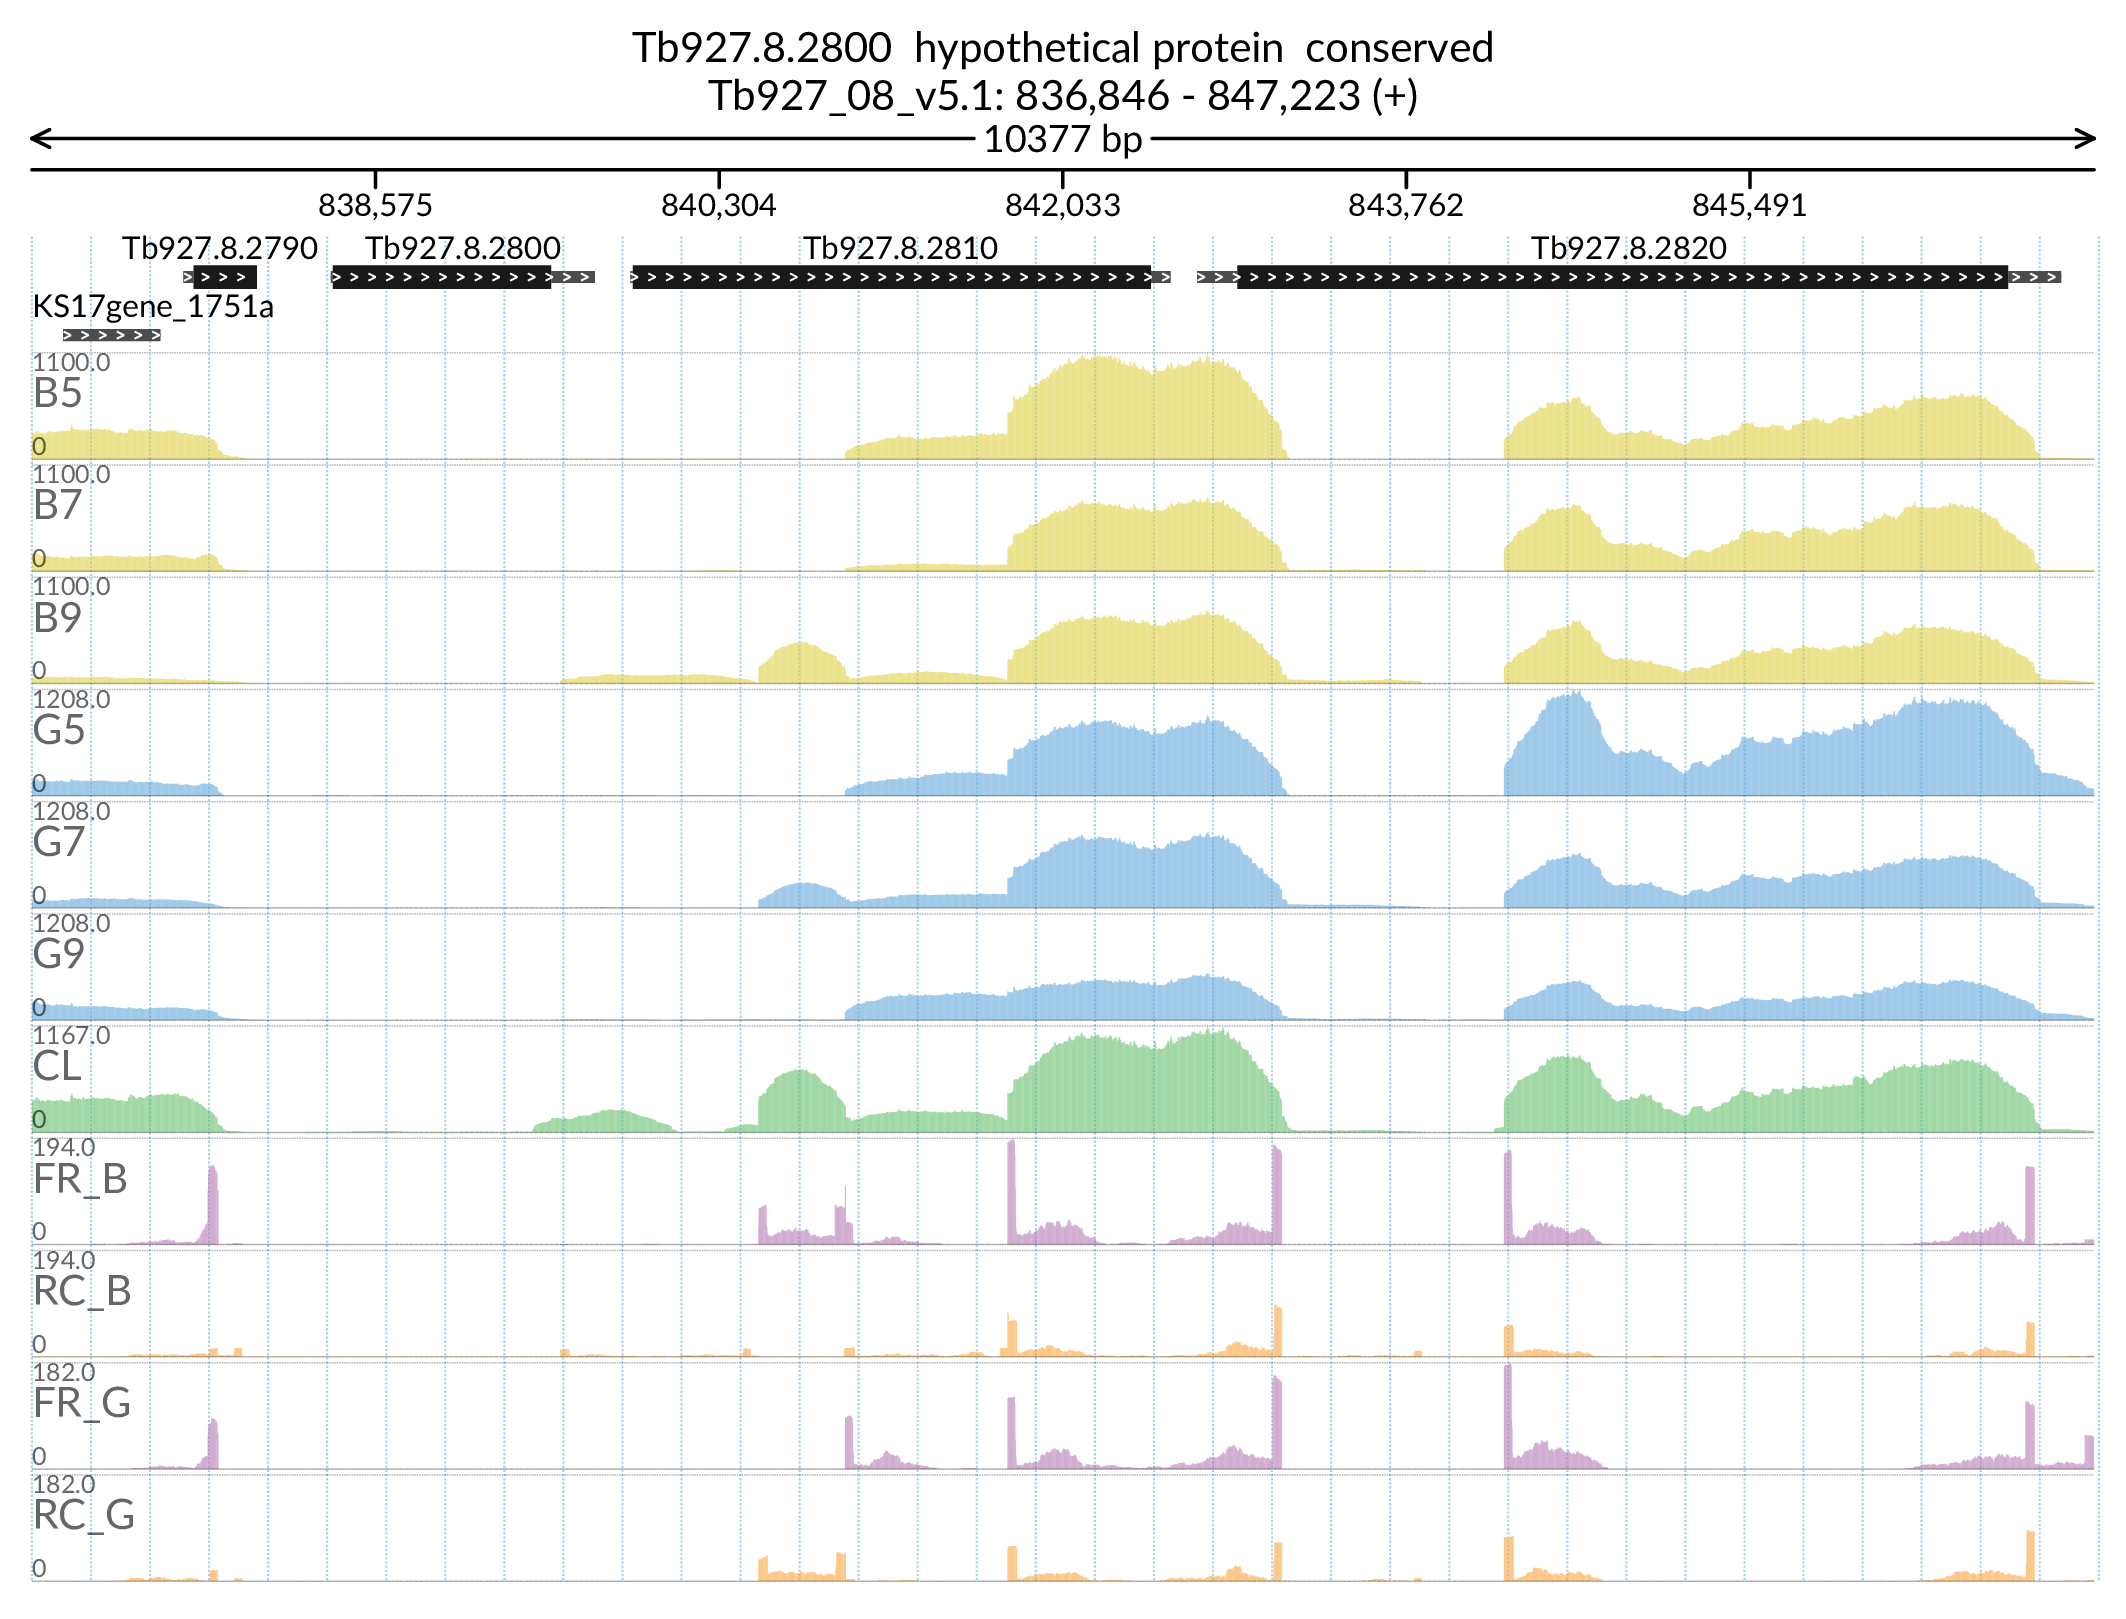 Tb927.8.2800  hypothetical protein  conserved
Tb927_08_v5.1: 836,846 - 847,223 (+)
10377 bp
838,575 840,304 842,033 843,762 845,491
Tb927.8.2790 Tb927.8.2800 Tb927.8.2810 Tb927.8.2820
KS17gene_1751a
1100.0
B5
0
1100.0
B7
0
1100.0
B9
0
1208.0
G5
0
1208.0
G7
0
1208.0
G9
0
1167.0
CL
0
194.0
FR_B
0
194.0
RC_B
0
182.0
FR_G
0
182.0
RC_G
0